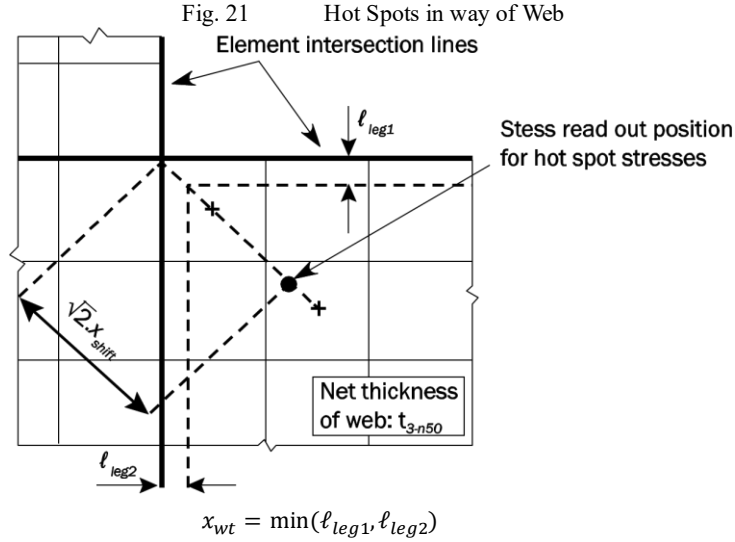 Fig. 21 Hot Spots in way of Web
Element intersection lines
ℓleg1
Stess read out position
for hot spot stresses
√2.xshift
Net thickness
of web: t3-n50
ℓleg2
xwt = min(ℓleg1, ℓleg2)